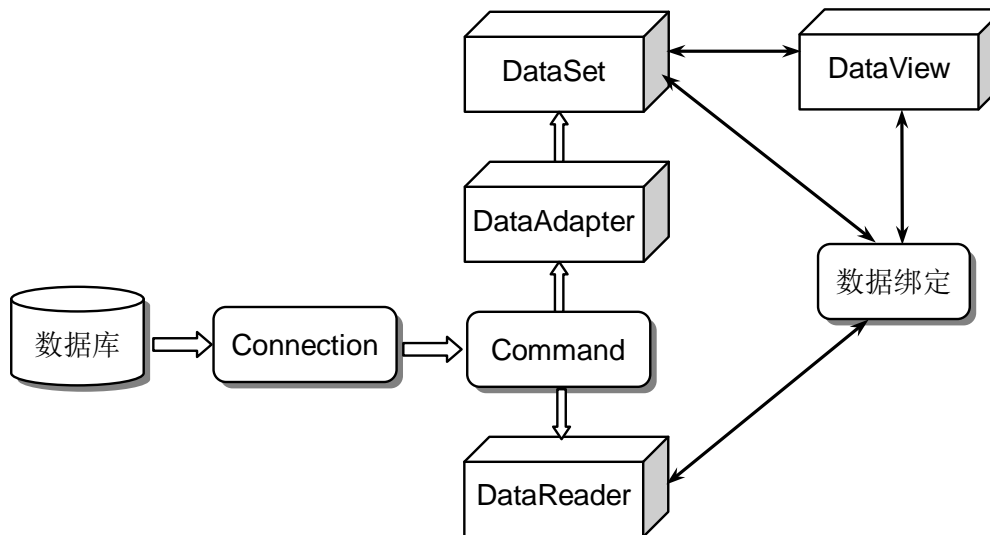 DataSet
DataView
DataAdapter
数据绑定
数据库
Connection
Command
DataReader